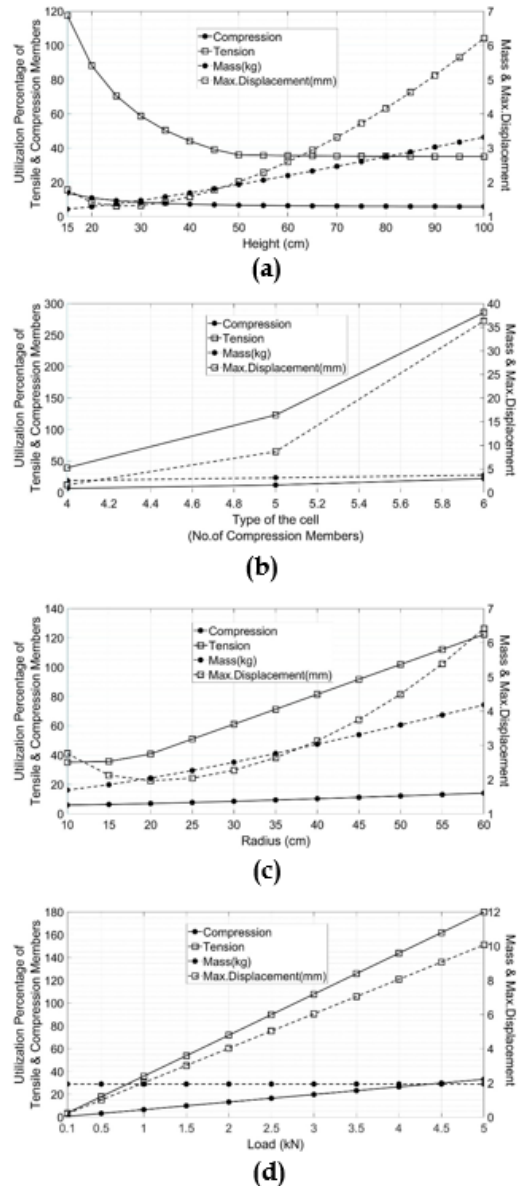 120
100
80
60
40
20
0
Utilization Percentage of
Tensile & Compression Members
Compression
Tension
Mass(kg)
Max.Displacement(mm)
7
6
5
4
3
2
1
Mass & Max.Displacement
15 20 30 40 50 60 70 80 90 100
Height (cm)
(a)
300
250
200
150
100
50
0
Utilization Percentage of
Tensile & Compression Members
Compression
Tension
Mass(kg)
Max.Displacement(mm)
40
35
30
25
20
15
10
5
0
Mass & Max.Displacement
4 4.2 4.4 4.6 4.8 5 5.2 5.4 5.6 5.8 6
Type of the cell
(No.of Compression Members)
(b)
140
120
100
80
60
40
20
0
Utilization Percentage of
Tensile & Compression Members
Compression
Tension
Mass(kg)
Max.Displacement(mm)
7
6
5
4
3
2
1
Mass & Max.Displacement
10 15 20 25 30 35 40 45 50 55 60
Radius (cm)
(c)
180
160
140
120
100
80
60
40
20
0
Utilization Percentage of
Tensile & Compression Members
Compression
Tension
Mass(kg)
Max.Displacement(mm)
12
10
8
6
4
2
0
Mass & Max.Displacement
0.1 0.5 1 1.5 2 2.5 3 3.5 4 4.5 5
Load (kN)
(d)